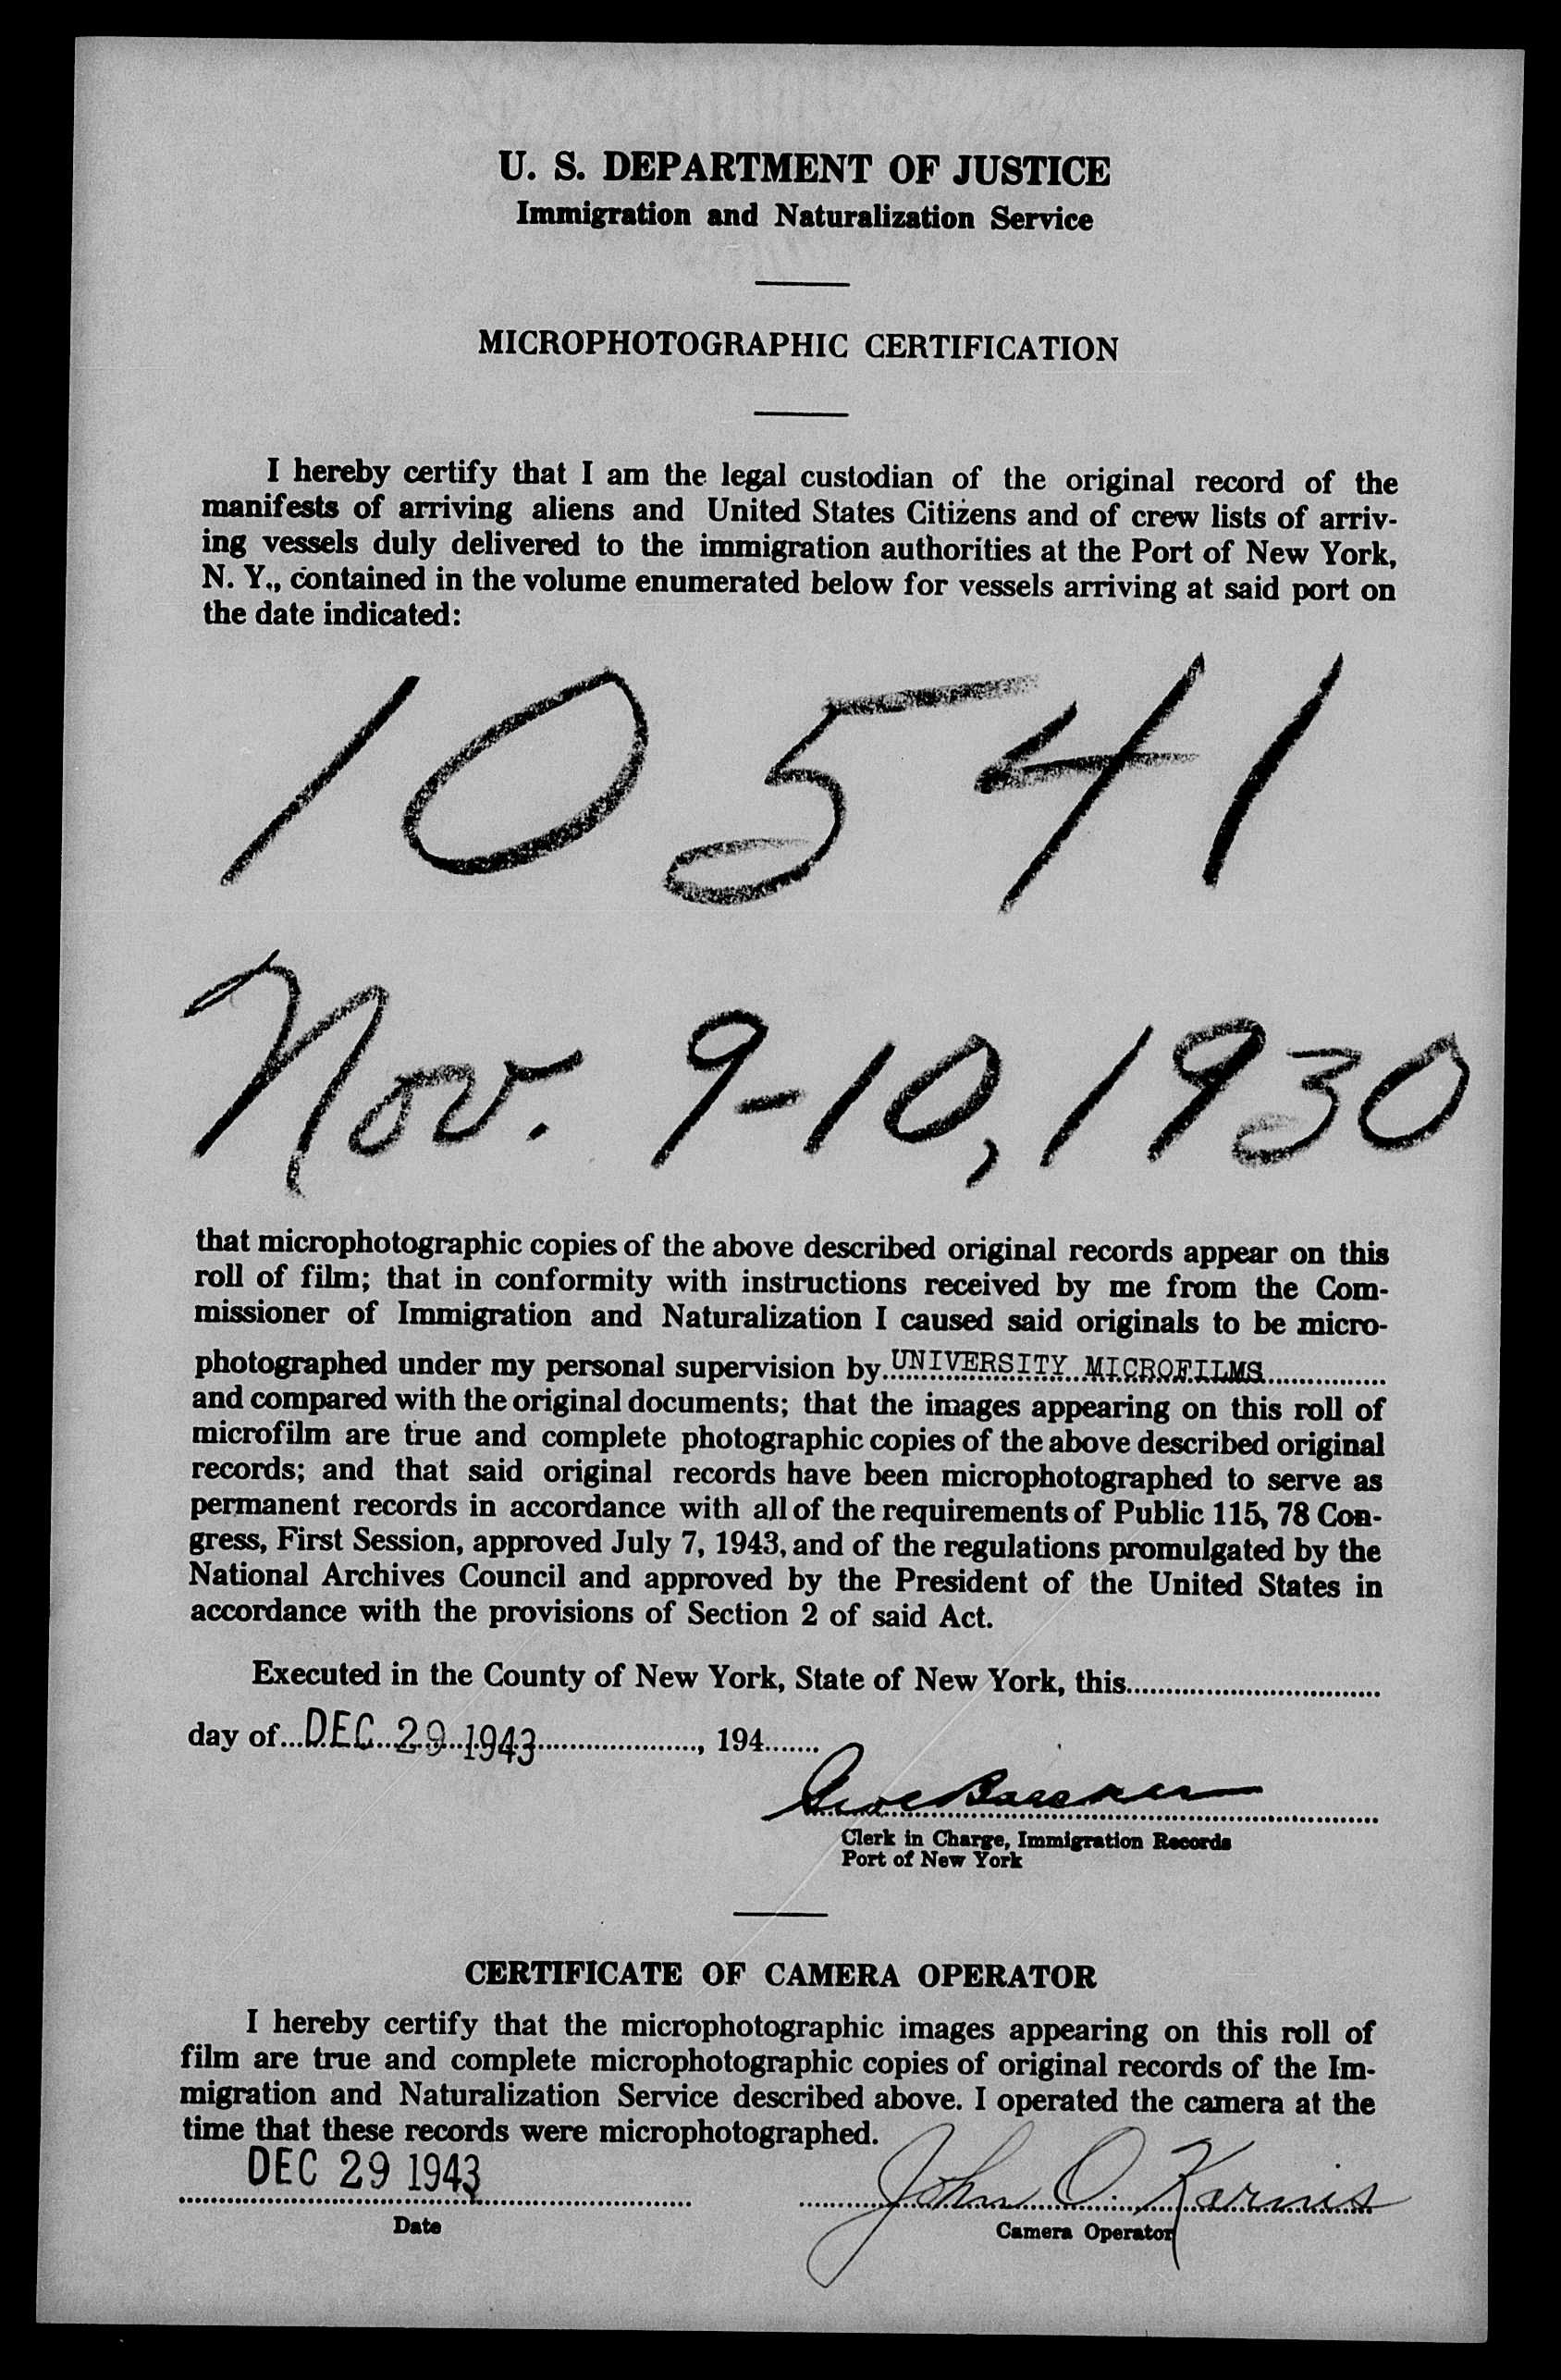 U. S. DEPARTMENT OF JUSTICE
Immigration and Naturalization Service
MICROPHOTOGRAPHIC CERTIFICATION
I hereby certify that I am the legal custodian of the original record of the
manifests of arriving aliens and United States Citizens and of crew lists of arriv-
ing vessels duly delivered to the immigration authorities at the Port of New York,
N. Y., contained in the volume enumerated below for vessels arriving at said port on
the date indicated:
10541
Nov. 9-10, 1930
that microphotographic copies of the above described original records appear on this
roll of film; that in conformity with instructions received by me from the Com-
missioner of Immigration and Naturalization I caused said originals to be micro-
photographed under my personal supervision by UNIVERSITY MICROFILMS
and compared with the original documents; that the images appearing on this roll of
microfilm are true and complete photographic copies of the above described original
records; and that said original records have been microphotographed to serve as
permanent records in accordance with all of the requirements of Public 115, 78 Con-
gress, First Session, approved July 7, 1943, and of the regulations promulgated by the
National Archives Council and approved by the President of the United States in
accordance with the provisions of Section 2 of said Act.
Executed in the County of New York, State of New York, this
day of DEC 29 1943, 194
Clerk in Charge, Immigration Records
Port of New York
CERTIFICATE OF CAMERA OPERATOR
I hereby certify that the microphotographic images appearing on this roll of
film are true and complete microphotographic copies of original records of the Im-
migration and Naturalization Service described above. I operated the camera at the
time that these records were microphotographed.
DEC 29 1943 John O. Karnis
Date Camera Operator